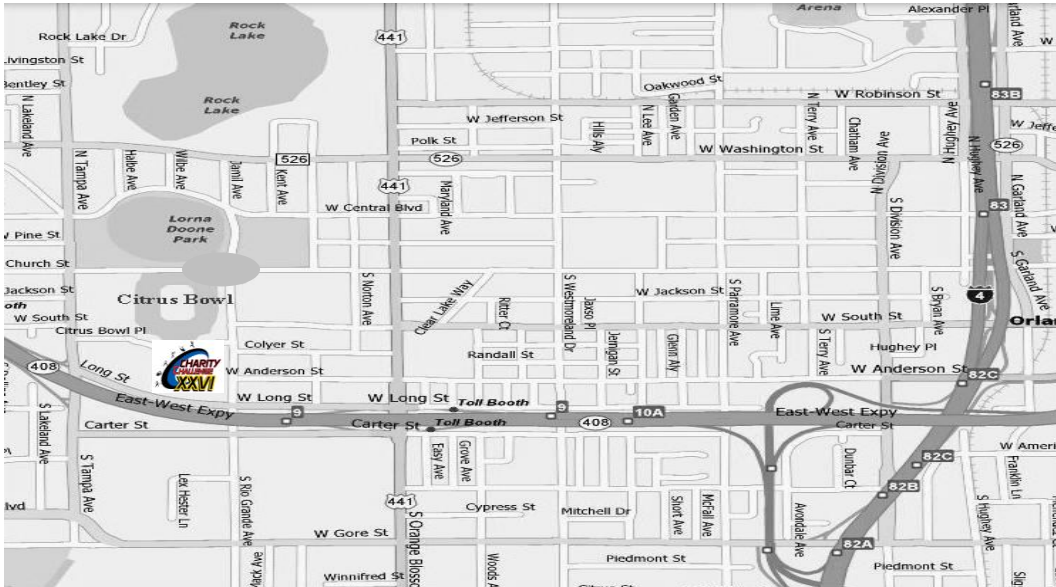 Rock Lake
Arena
Alexander Pl
Rock Lake Dr
441
Livingston St
Bentley St
Oakwood St
W Robinson St
83B
Rock Lake
N Lakeland Ave
W Jefferson St
Hills Aly
N Lee Ave
Garden Ave
N Terry Ave
Chatham Ave
N Division Ave
N Hughey Ave
N Hughey Ave
Polk St
526
526
W Washington St
526
N Tampa Ave
Halbe Ave
Wilbe Ave
Jamil Ave
Kent Ave
441
Maryland Ave
W Central Blvd
S Division Ave
N Garland Ave
83
Lorna Doone Park
W Pine St
Church St
S Norton Ave
Clear Lake Way
S Westmoreland Dr
S Parramore Ave
S Garland Ave
Jackson St
Citrus Bowl
Ritter Ct
Jaxso Pl
W Jackson St
Lime Ave
S Bryan Ave
4
W South St
W South St
Citrus Bowl Pl
Colyer St
Jernigan St
Glenn Aly
S Terry Ave
Hughey Pl
408
Long St
CHARITY
CHALLENGE
XXVI
W Anderson St
Randall St
W Anderson St
82C
East-West Expy
W Long St
W Long St
Toll Booth
9
9
10A
East-West Expy
Carter St
Carter St
Toll Booth
408
Carter St
S Lakeland Ave
S Tampa Ave
Lex Hester Ln
S Rio Grande Ave
Easy Ave
Grove Ave
Dunbar Ct
82C
82B
Franklin Ln
441
Cypress St
Mitchell Dr
Short Ave
McFall Ave
Avondale Ave
S Hughey Ave
W Gore St
82A
Piedmont St
Piedmont St
Winnifred St